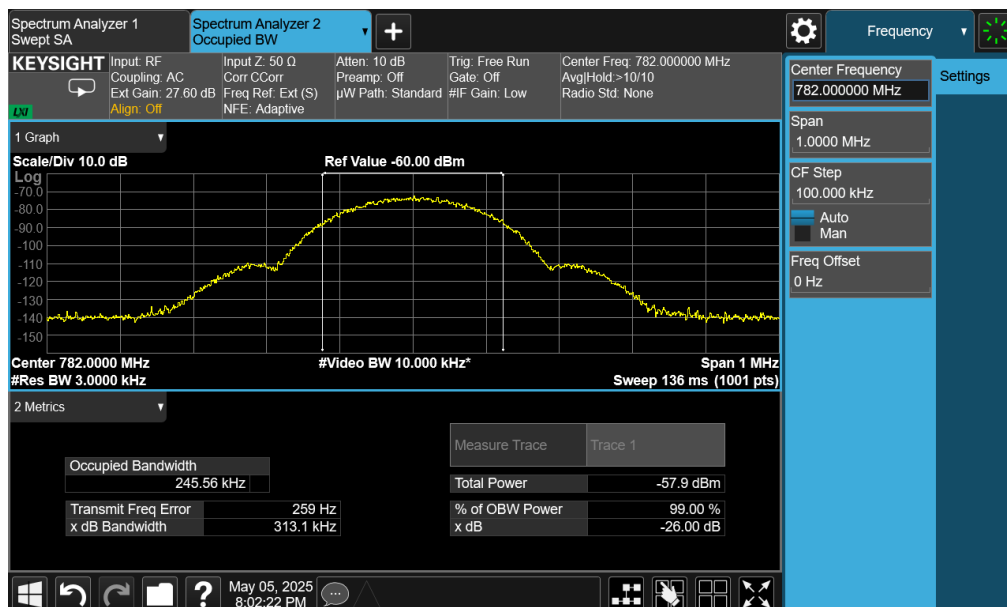 Spectrum Analyzer 1
Swept SA
Spectrum Analyzer 2
Occupied BW
Frequency
KEYSIGHT
LXI
Input: RF
Coupling: AC
Ext Gain: 27.60 dB
Align: Off
Input Z: 50 Ω
Corr CCorr
Freq Ref: Ext (S)
NFE: Adaptive
Atten: 10 dB
Preamp: Off
µW Path: Standard
Trig: Free Run
Gate: Off
#IF Gain: Low
Center Freq: 782.000000 MHz
Avg|Hold:>10/10
Radio Std: None
1 Graph
Scale/Div 10.0 dB
Ref Value -60.00 dBm
Log
-70.0
-80.0
-90.0
-100
-110
-120
-130
-140
-150
Center 782.0000 MHz
#Video BW 10.000 kHz*
Span 1 MHz
#Res BW 3.0000 kHz
Sweep 136 ms (1001 pts)
2 Metrics
Measure Trace
Trace 1
Occupied Bandwidth
245.56 kHz
Total Power
-57.9 dBm
Transmit Freq Error
259 Hz
% of OBW Power
99.00 %
x dB Bandwidth
313.1 kHz
x dB
-26.00 dB
Center Frequency
782.000000 MHz
Settings
Span
1.0000 MHz
CF Step
100.000 kHz
Auto
Man
Freq Offset
0 Hz
?
May 05, 2025
8:02:22 PM